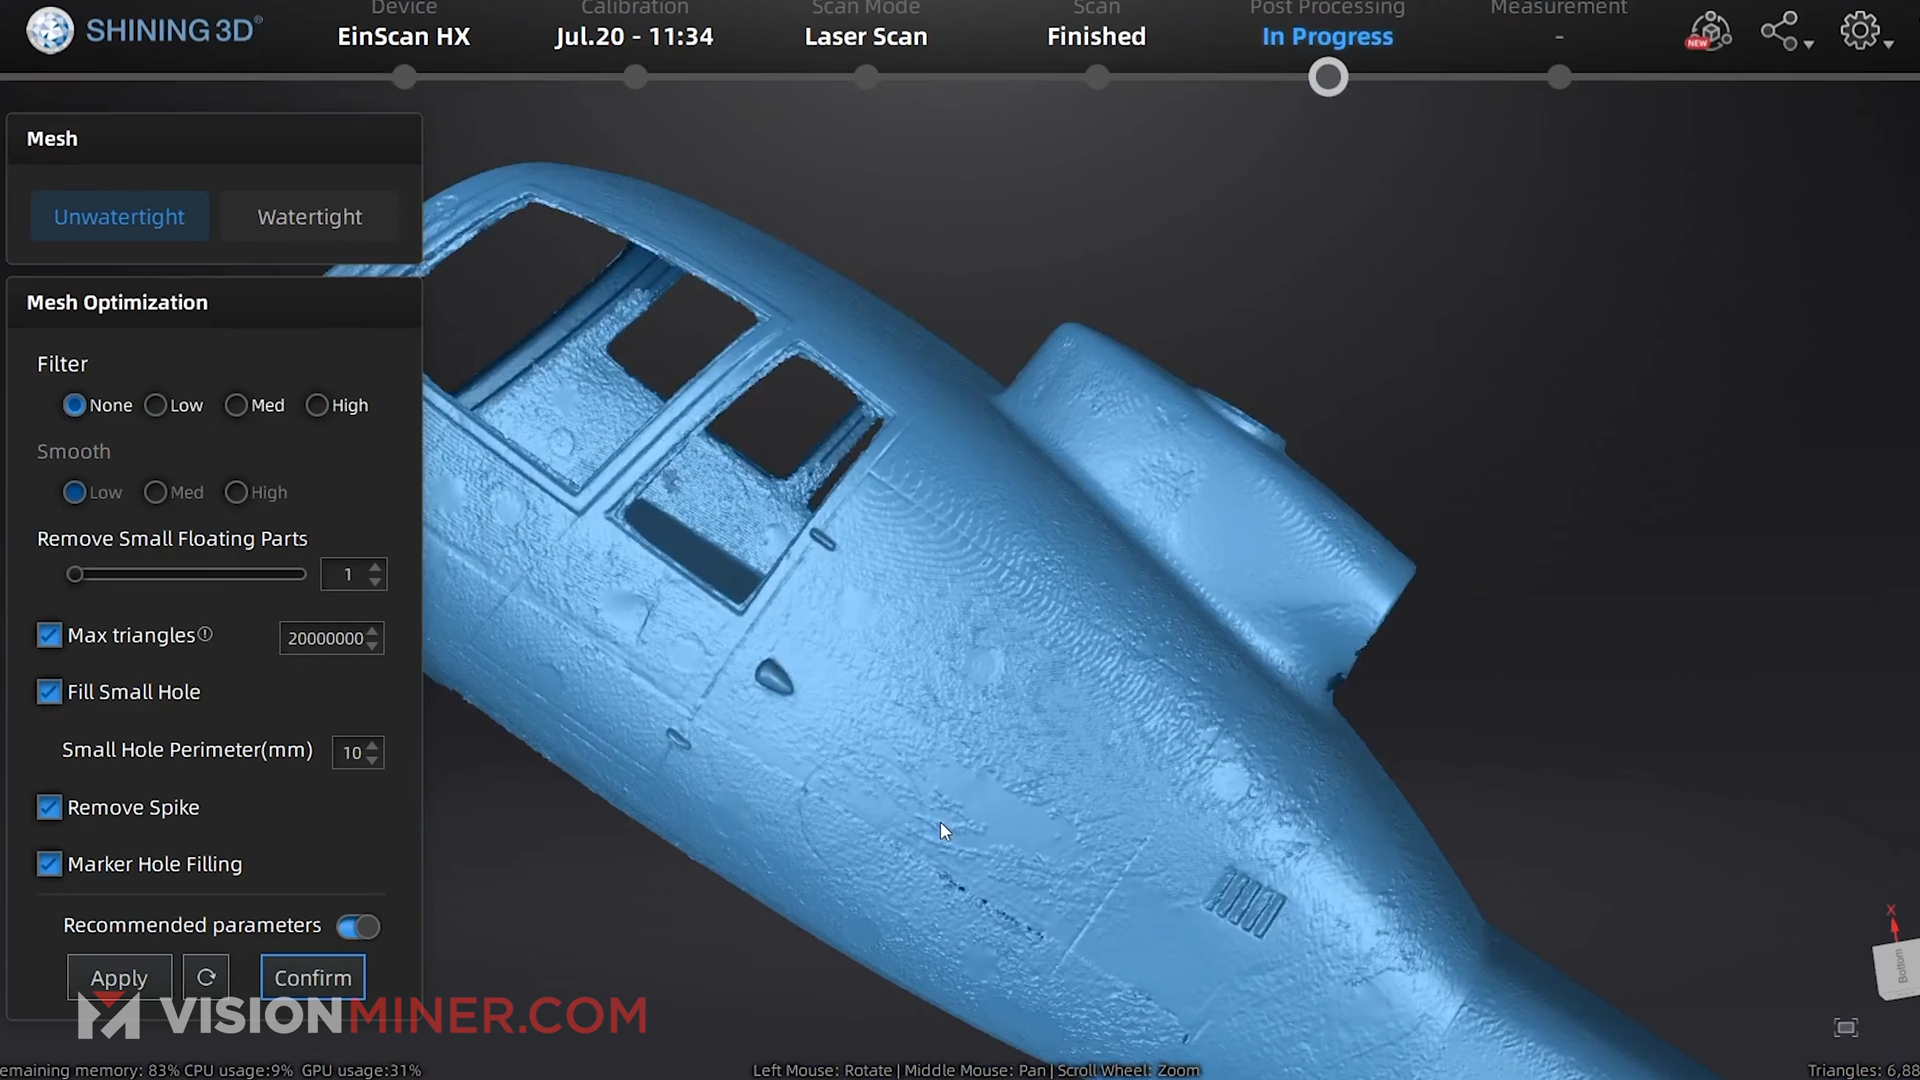 SHINING 3D®
Device
EinScan HX
Calibration
Jul.20 - 11:34
Scan Mode
Laser Scan
Scan
Finished
Post Processing
In Progress
Measurement
-
NEW
Mesh
Unwatertight
Watertight
Mesh Optimization
Filter
None Low Med High
Smooth
Low Med High
Remove Small Floating Parts
1
Max triangles
20000000
Fill Small Hole
Small Hole Perimeter(mm)
10
Remove Spike
Marker Hole Filling
Recommended parameters
Apply
Confirm
VISIONMINER.COM
X
Bottom
emaining memory: 83% CPU usage:9% GPU usage:31%
Left Mouse: Rotate | Middle Mouse: Pan | Scroll Wheel: Zoom
Triangles: 6,88